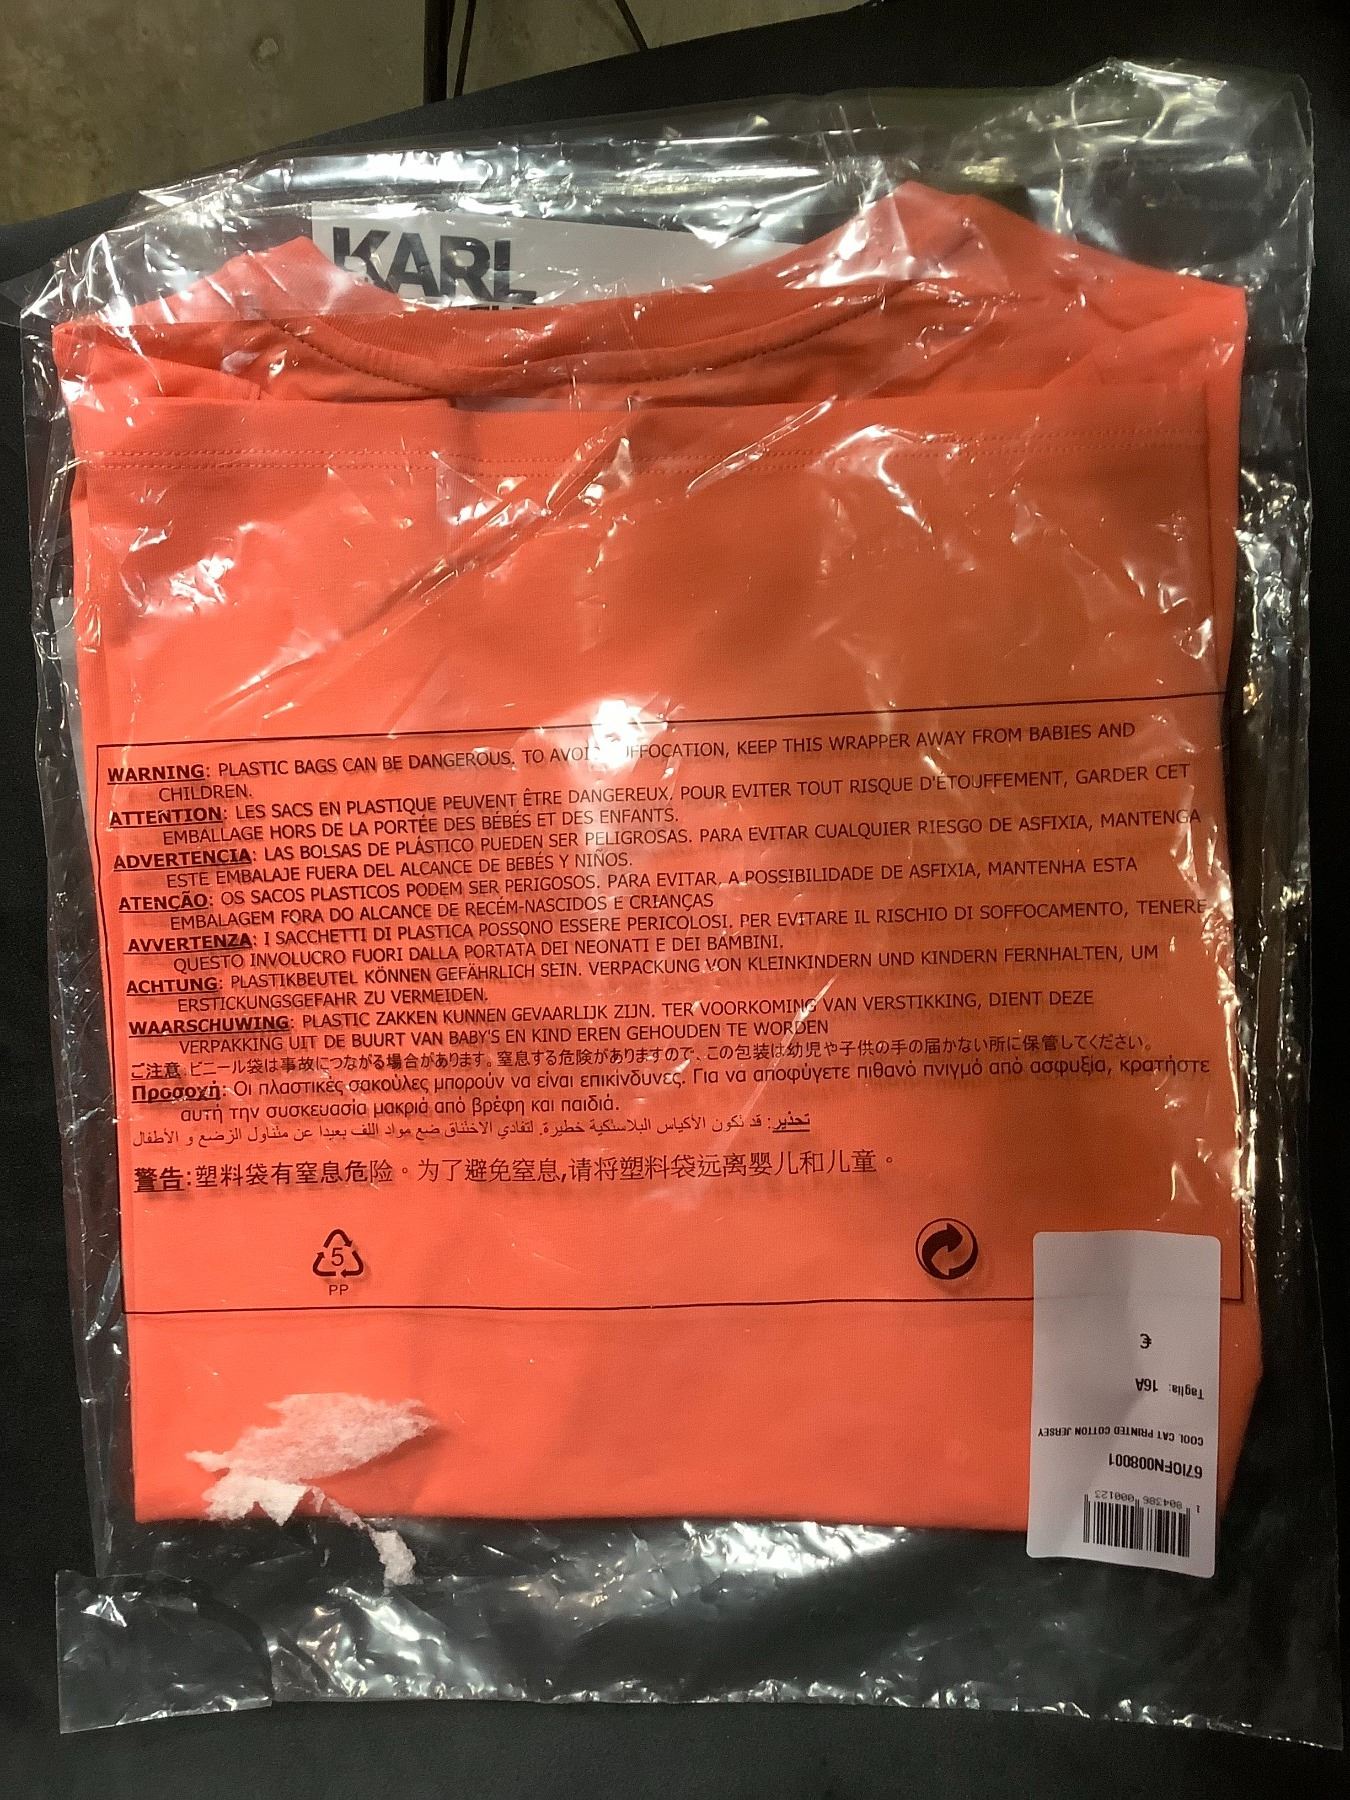 KARL
WARNING: PLASTIC BAGS CAN BE DANGEROUS. TO AVOID SUFFOCATION, KEEP THIS WRAPPER AWAY FROM BABIES AND
CHILDREN.
ATTENTION: LES SACS EN PLASTIQUE PEUVENT ÊTRE DANGEREUX. POUR EVITER TOUT RISQUE D'ÉTOUFFEMENT, GARDER CET
EMBALLAGE HORS DE LA PORTÉE DES BÉBÉS ET DES ENFANTS.
ADVERTENCIA: LAS BOLSAS DE PLÁSTICO PUEDEN SER PELIGROSAS. PARA EVITAR CUALQUIER RIESGO DE ASFIXIA, MANTENGA
ESTE EMBALAJE FUERA DEL ALCANCE DE BEBÉS Y NIÑOS.
ATENÇÃO: OS SACOS PLASTICOS PODEM SER PERIGOSOS. PARA EVITAR, A POSSIBILIDADE DE ASFIXIA, MANTENHA ESTA
EMBALAGEM FORA DO ALCANCE DE RECÉM-NASCIDOS E CRIANÇAS
AVVERTENZA: I SACCHETTI DI PLASTICA POSSONO ESSERE PERICOLOSI. PER EVITARE IL RISCHIO DI SOFFOCAMENTO, TENERE
QUESTO INVOLUCRO FUORI DALLA PORTATA DEI NEONATI E DEI BAMBINI.
ACHTUNG: PLASTIKBEUTEL KÖNNEN GEFÄHRLICH SEIN. VERPACKUNG VON KLEINKINDERN UND KINDERN FERNHALTEN, UM
ERSTICKUNGSGEFAHR ZU VERMEIDEN.
WAARSCHUWING: PLASTIC ZAKKEN KUNNEN GEVAARLIJK ZIJN. TER VOORKOMING VAN VERSTIKKING, DIENT DEZE
VERPAKKING UIT DE BUURT VAN BABY'S EN KIND EREN GEHOUDEN TE WORDEN
ご注意: ビニール袋は事故につながる場合があります。窒息する危険がありますので、この包装は幼児や子供の手の届かない所に保管してください。
Προσοχή: Οι πλαστικές σακούλες μπορούν να είναι επικίνδυνες. Για να αποφύγετε πιθανό πνιγμό από ασφυξία, κρατήστε
αυτή την συσκευασία μακριά από βρέφη και παιδιά.
تحذير: قد تكون الأكياس البلاستكية خطيرة. لتفادي الاختناق ضع مواد اللف بعيدا عن متناول الرضع و الأطفال
警告:塑料袋有窒息危险。为了避免窒息,请将塑料袋远离婴儿和儿童。
5
PP
€
Taglia: 16A
COOL CAT PRINTED COTTON JERSEY
67IOFN008001
1 804386 000123